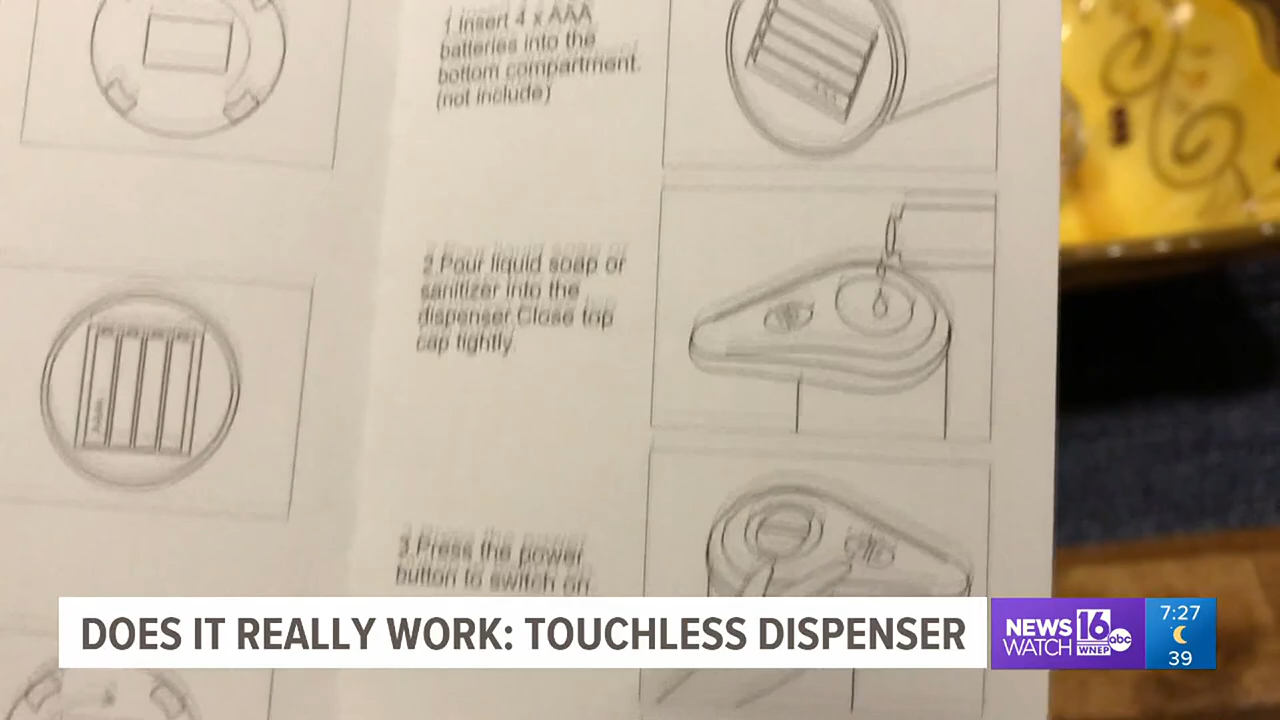 1 Insert 4 x AAA
batteries into the
bottom compartment.
(not include)
2.Pour liquid soap or
sanitizer into the
dispenser.Close top
cap tightly.
3.Press the power
button to switch on
DOES IT REALLY WORK: TOUCHLESS DISPENSER
NEWS
WATCH
16
WNEP
abc
7:27
39